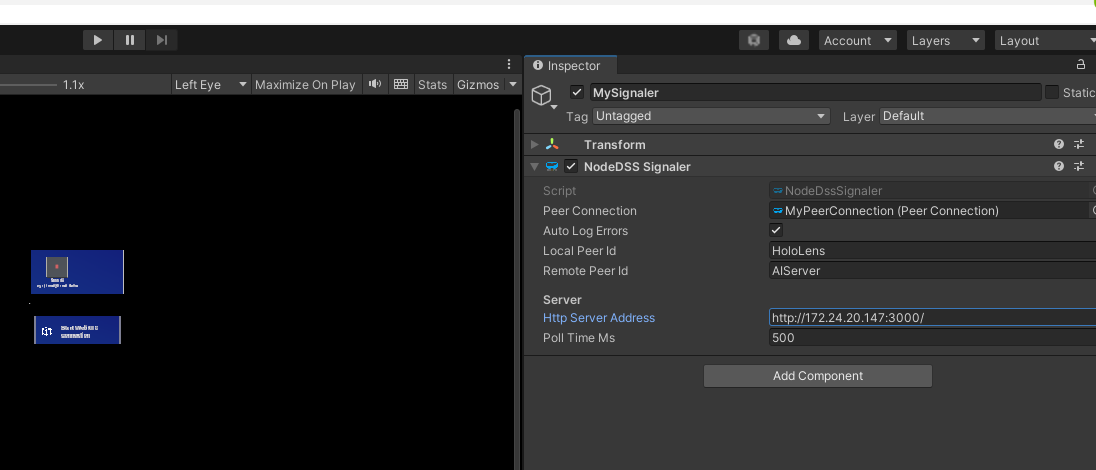 Account
Layers
Layout
Inspector
1.1x
Left Eye
Maximize On Play
Stats
Gizmos
MySignaler
Static
Tag
Untagged
Layer
Default
Transform
NodeDSS Signaler
Script
NodeDssSignaler
Peer Connection
MyPeerConnection (Peer Connection)
Auto Log Errors
Local Peer Id
HoloLens
Remote Peer Id
AIServer
Server
Http Server Address
http://172.24.20.147:3000/
Poll Time Ms
500
Add Component